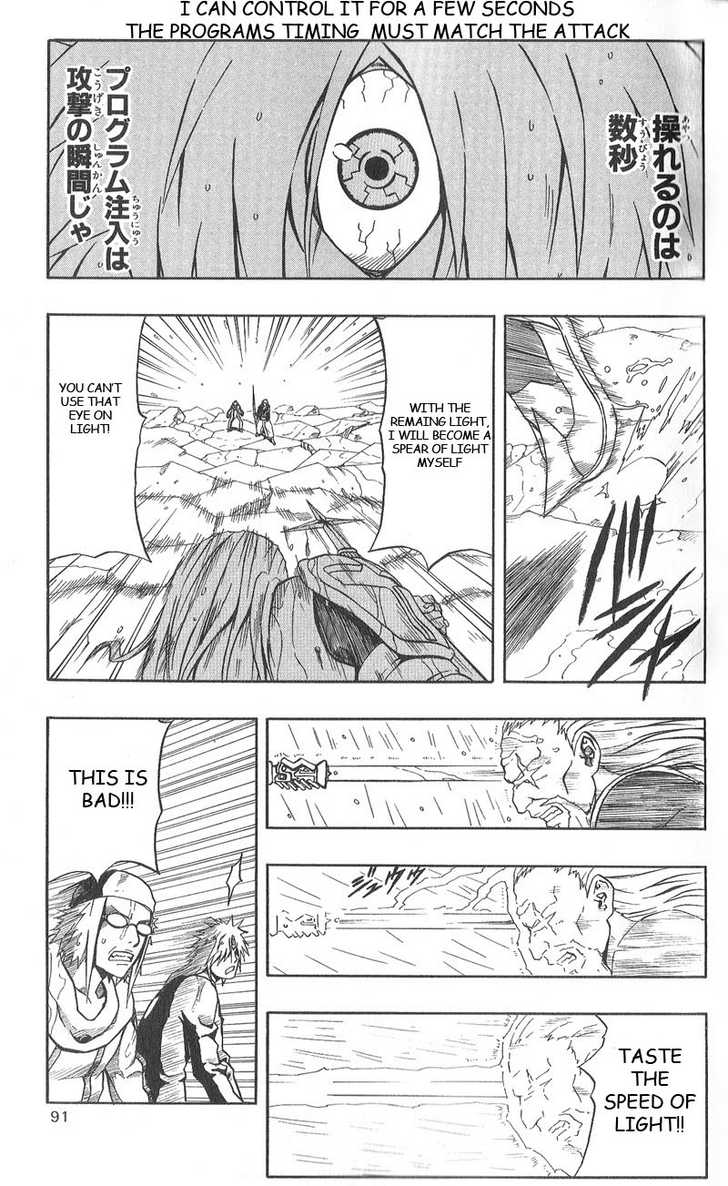 I CAN CONTROL IT FOR A FEW SECONDS
THE PROGRAMS TIMING MUST MATCH THE ATTACK
操れるのは
数秒
プログラム注入は
攻撃の瞬間じゃ
WITH THE
REMAING LIGHT,
I WILL BECOME A
SPEAR OF LIGHT
MYSELF
YOU CAN'T
USE THAT
EYE ON
LIGHT!
THIS IS
BAD!!!
TASTE
THE
SPEED OF
LIGHT!!
91